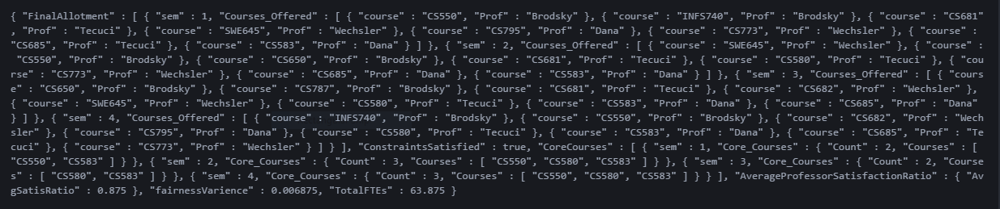 { "FinalAllotment" : [ { "sem" : 1, "Courses_Offered" : [ { "course" : "CS550", "Prof" : "Brodsky" }, { "course" : "INFS740", "Prof" : "Brodsky" }, { "course" : "CS681"
, "Prof" : "Tecuci" }, { "course" : "SWE645", "Prof" : "Wechsler" }, { "course" : "CS795", "Prof" : "Dana" }, { "course" : "CS773", "Prof" : "Wechsler" }, { "course" :
"CS685", "Prof" : "Tecuci" }, { "course" : "CS583", "Prof" : "Dana" } ] }, { "sem" : 2, "Courses_Offered" : [ { "course" : "SWE645", "Prof" : "Wechsler" }, { "course" :
"CS550", "Prof" : "Brodsky" }, { "course" : "CS650", "Prof" : "Brodsky" }, { "course" : "CS681", "Prof" : "Tecuci" }, { "course" : "CS580", "Prof" : "Tecuci" }, { "cou
rse" : "CS773", "Prof" : "Wechsler" }, { "course" : "CS685", "Prof" : "Dana" }, { "course" : "CS583", "Prof" : "Dana" } ] }, { "sem" : 3, "Courses_Offered" : [ { "cours
e" : "CS650", "Prof" : "Brodsky" }, { "course" : "CS787", "Prof" : "Brodsky" }, { "course" : "CS681", "Prof" : "Tecuci" }, { "course" : "CS682", "Prof" : "Wechsler" },
{ "course" : "SWE645", "Prof" : "Wechsler" }, { "course" : "CS580", "Prof" : "Tecuci" }, { "course" : "CS583", "Prof" : "Dana" }, { "course" : "CS685", "Prof" : "Dana"
} ] }, { "sem" : 4, "Courses_Offered" : [ { "course" : "INFS740", "Prof" : "Brodsky" }, { "course" : "CS550", "Prof" : "Brodsky" }, { "course" : "CS682", "Prof" : "Wech
sler" }, { "course" : "CS795", "Prof" : "Dana" }, { "course" : "CS580", "Prof" : "Tecuci" }, { "course" : "CS583", "Prof" : "Dana" }, { "course" : "CS685", "Prof" : "Te
cuci" }, { "course" : "CS773", "Prof" : "Wechsler" } ] } ], "ConstraintsSatisfied" : true, "CoreCourses" : [ { "sem" : 1, "Core_Courses" : { "Count" : 2, "Courses" : [
"CS550", "CS583" ] } }, { "sem" : 2, "Core_Courses" : { "Count" : 3, "Courses" : [ "CS550", "CS580", "CS583" ] } }, { "sem" : 3, "Core_Courses" : { "Count" : 2, "Course
s" : [ "CS580", "CS583" ] } }, { "sem" : 4, "Core_Courses" : { "Count" : 3, "Courses" : [ "CS550", "CS580", "CS583" ] } } ], "AverageProfessorSatisfactionRatio" : { "Av
gSatisRatio" : 0.875 }, "fairnessVarience" : 0.006875, "TotalFTEs" : 63.875 }